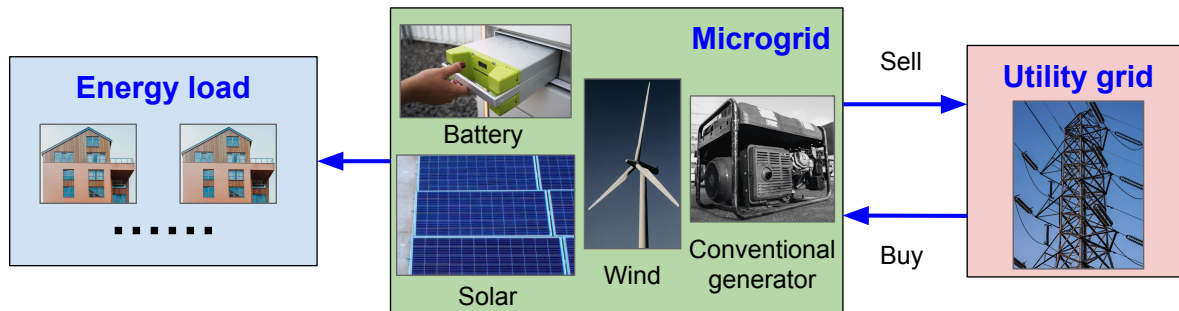 Energy load
......
Microgrid
Battery
Solar
Wind
Conventional
generator
Sell
Buy
Utility grid